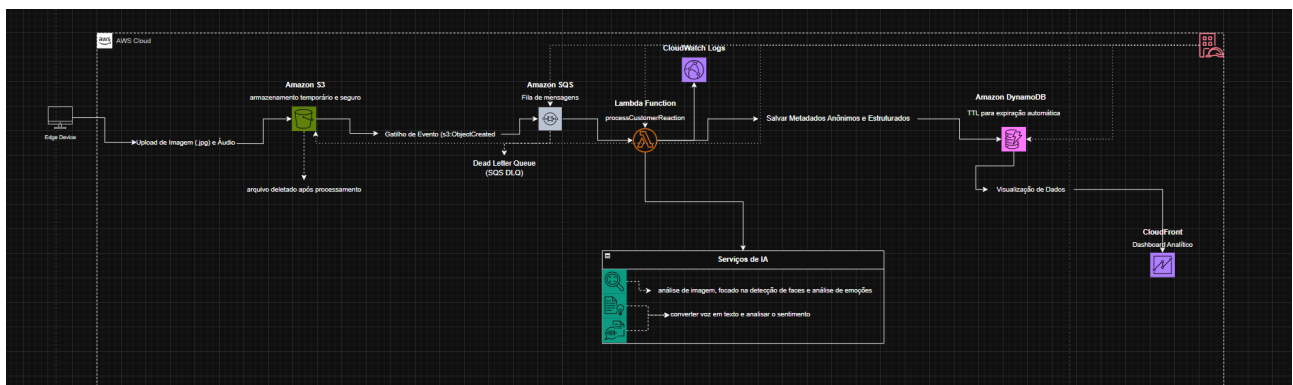 aws AWS Cloud
CloudWatch Logs
Amazon S3
armazenamento temporário e seguro
Amazon SQS
Fila de mensagens
Lambda Function
processCustomerReaction
Amazon DynamoDB
TTL para expiração automática
Edge Device
Upload de Imagem (.jpg) e Áudio
Gatilho de Evento (s3:ObjectCreated
Salvar Metadados Anônimos e Estruturados
Dead Letter Queue
(SQS DLQ)
arquivo deletado após processamento
Visualização de Dados
CloudFront
Dashboard Analítico
Serviços de IA
análise de imagem, focado na detecção de faces e análise de emoções
converter voz em texto e analisar o sentimento